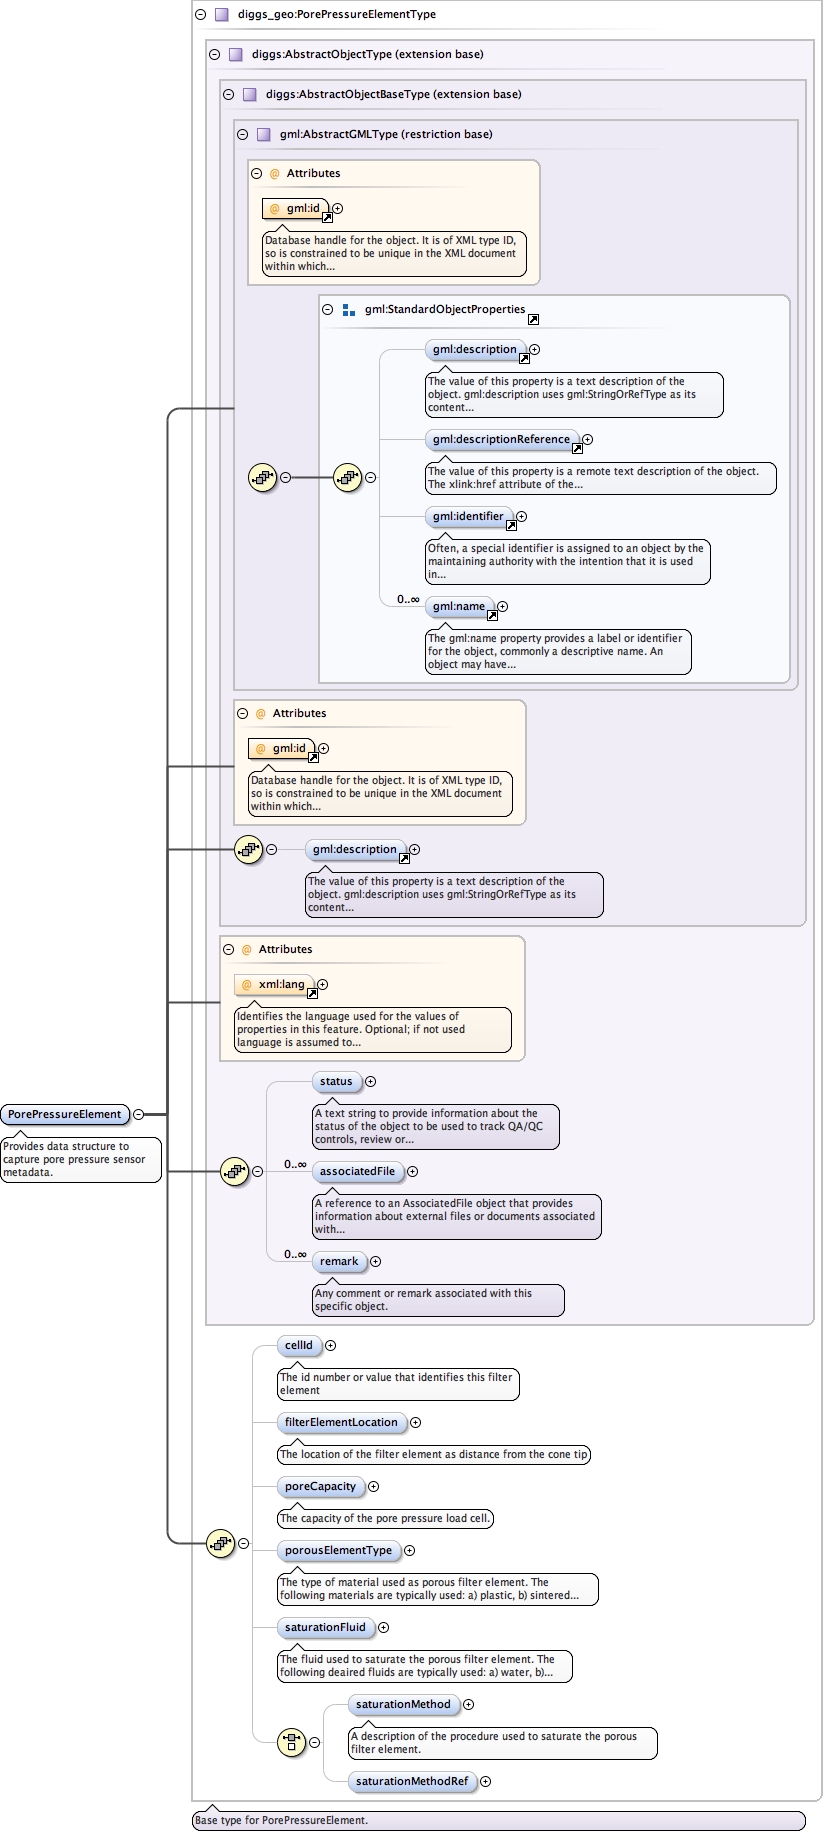 diggs_geo:PorePressureElementType
diggs:AbstractObjectType (extension base)
diggs:AbstractObjectBaseType (extension base)
gml:AbstractGMLType (restriction base)
@ Attributes
@ gml:id
Database handle for the object. It is of XML type ID,
so is constrained to be unique in the XML document
within which...
gml:StandardObjectProperties
gml:description
The value of this property is a text description of the
object. gml:description uses gml:StringOrRefType as its
content...
gml:descriptionReference
The value of this property is a remote text description of the object.
The xlink:href attribute of the...
gml:identifier
Often, a special identifier is assigned to an object by the
maintaining authority with the intention that it is used
in...
0..∞
gml:name
The gml:name property provides a label or identifier
for the object, commonly a descriptive name. An
object may have...
@ Attributes
@ gml:id
Database handle for the object. It is of XML type ID,
so is constrained to be unique in the XML document
within which...
gml:description
The value of this property is a text description of the
object. gml:description uses gml:StringOrRefType as its
content...
@ Attributes
@ xml:lang
Identifies the language used for the values of
properties in this feature. Optional; if not used
language is assumed to...
PorePressureElement
Provides data structure to
capture pore pressure sensor
metadata.
status
A text string to provide information about the
status of the object to be used to track QA/QC
controls, review or...
0..∞
associatedFile
A reference to an AssociatedFile object that provides
information about external files or documents associated
with...
0..∞
remark
Any comment or remark associated with this
specific object.
cellId
The id number or value that identifies this filter
element
filterElementLocation
The location of the filter element as distance from the cone tip
poreCapacity
The capacity of the pore pressure load cell.
porousElementType
The type of material used as porous filter element. The
following materials are typically used: a) plastic, b) sintered...
saturationFluid
The fluid used to saturate the porous filter element. The
following deaired fluids are typically used: a) water, b)...
saturationMethod
A description of the procedure used to saturate the porous
filter element.
saturationMethodRef
Base type for PorePressureElement.